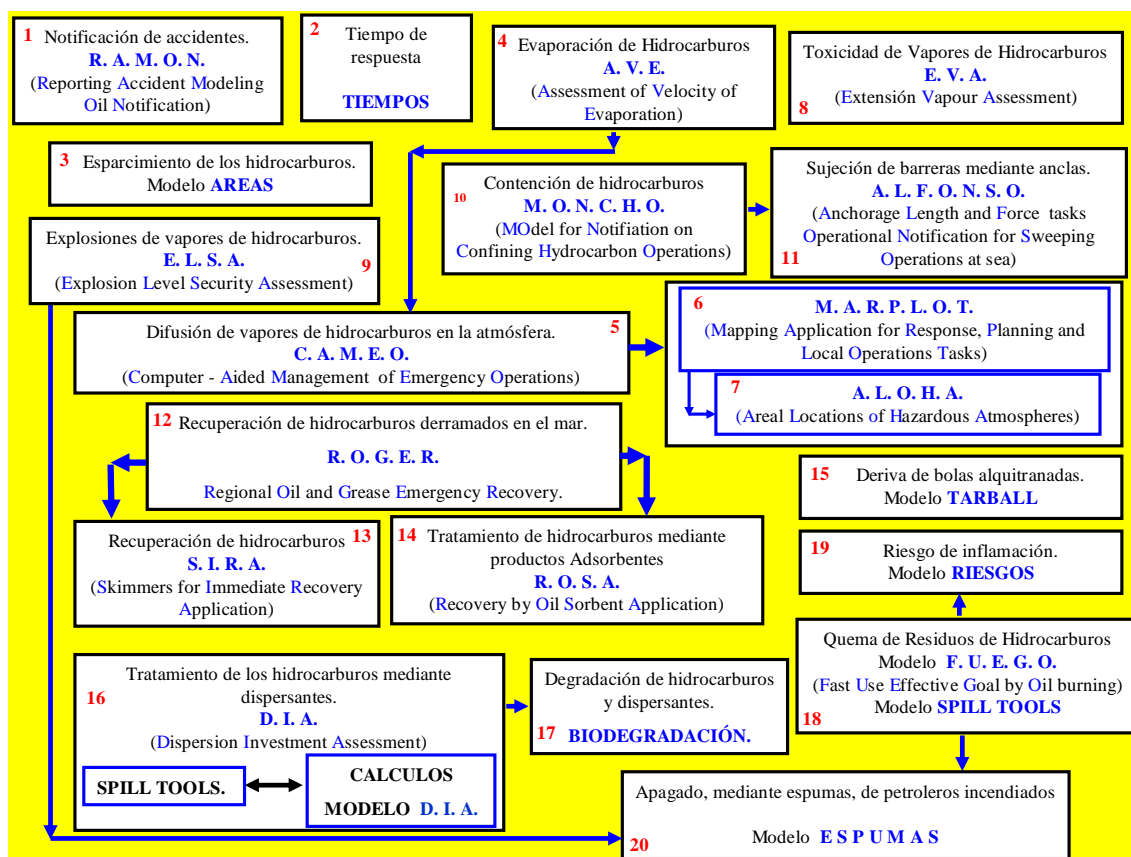 1 Notificación de accidentes.
R. A. M. O. N.
(Reporting Accident Modeling
Oil Notification)
2 Tiempo de
respuesta
TIEMPOS
4 Evaporación de Hidrocarburos
A. V. E.
(Assessment of Velocity of
Evaporation)
Toxicidad de Vapores de Hidrocarburos
E. V. A.
8 (Extensión Vapour Assessment)
3 Esparcimiento de los hidrocarburos.
Modelo AREAS
10 Contención de hidrocarburos
M. O. N. C. H. O.
(MOdel for Notifiation on
Confining Hydrocarbon Operations)
Sujeción de barreras mediante anclas.
A. L. F. O. N. S. O.
(Anchorage Length and Force tasks
Operational Notification for Sweeping
11 Operations at sea)
Explosiones de vapores de hidrocarburos.
E. L. S. A. 9
(Explosion Level Security Assessment)
Difusión de vapores de hidrocarburos en la atmósfera. 5
C. A. M. E. O.
(Computer - Aided Management of Emergency Operations)
6 M. A. R. P. L. O. T.
(Mapping Application for Response, Planning and
Local Operations Tasks)
7 A. L. O. H. A.
(Areal Locations of Hazardous Atmospheres)
12 Recuperación de hidrocarburos derramados en el mar.
R. O. G. E. R.
Regional Oil and Grease Emergency Recovery.
Recuperación de hidrocarburos 13
S. I. R. A.
(Skimmers for Immediate Recovery
Application)
14 Tratamiento de hidrocarburos mediante
productos Adsorbentes
R. O. S. A.
(Recovery by Oil Sorbent Application)
15 Deriva de bolas alquitranadas.
Modelo TARBALL
19 Riesgo de inflamación.
Modelo RIESGOS
16 Tratamiento de los hidrocarburos mediante
dispersantes.
D. I. A.
(Dispersion Investment Assessment)
SPILL TOOLS.
CALCULOS
MODELO D. I. A.
Degradación de hidrocarburos
y dispersantes.
17 BIODEGRADACIÓN.
Quema de Residuos de Hidrocarburos
Modelo F. U. E. G. O.
(Fast Use Effective Goal by Oil burning)
18 Modelo SPILL TOOLS
Apagado, mediante espumas, de petroleros incendiados
20 Modelo E S P U M A S